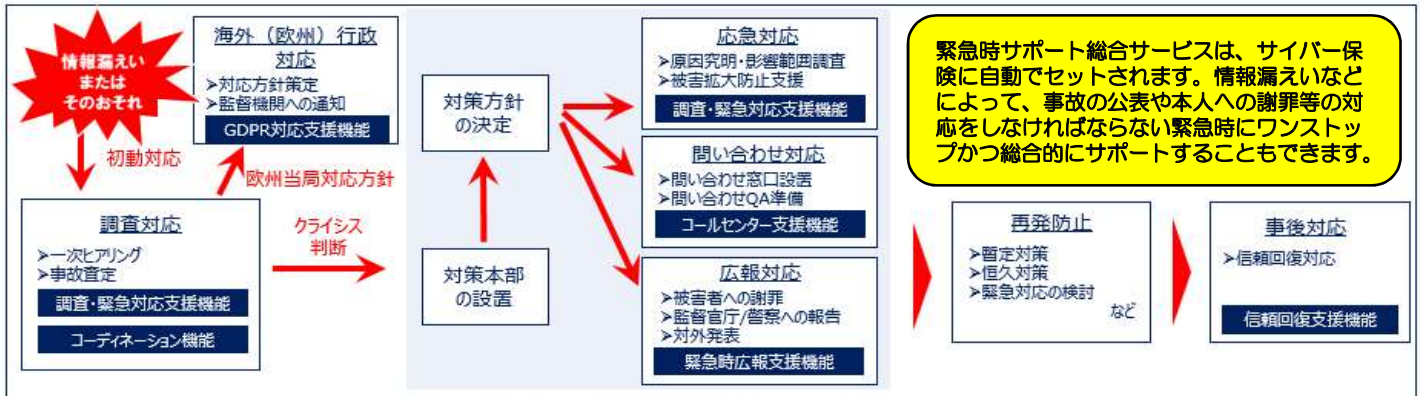 情報漏えい
または
そのおそれ
初動対応
海外（欧州）行政
対応
➢対応方針策定
➢監督機関への通知
GDPR対応支援機能
欧州当局対応方針
調査対応
➢一次ヒアリング
➢事故査定
調査・緊急対応支援機能
コーディネーション機能
クライシス
判断
対策方針
の決定
対策本部
の設置
応急対応
➢原因究明・影響範囲調査
➢被害拡大防止支援
調査・緊急対応支援機能
問い合わせ対応
➢問い合わせ窓口設置
➢問い合わせQA準備
コールセンター支援機能
広報対応
➢被害者への謝罪
➢監督官庁/警察への報告
➢対外発表
緊急時広報支援機能
緊急時サポート総合サービスは、サイバー保
険に自動でセットされます。情報漏えいなど
によって、事故の公表や本人への謝罪等の対
応をしなければならない緊急時にワンストッ
プかつ総合的にサポートすることもできます。
再発防止
➢暫定対策
➢恒久対策
➢緊急対応の検討
など
事後対応
➢信頼回復対応
信頼回復支援機能